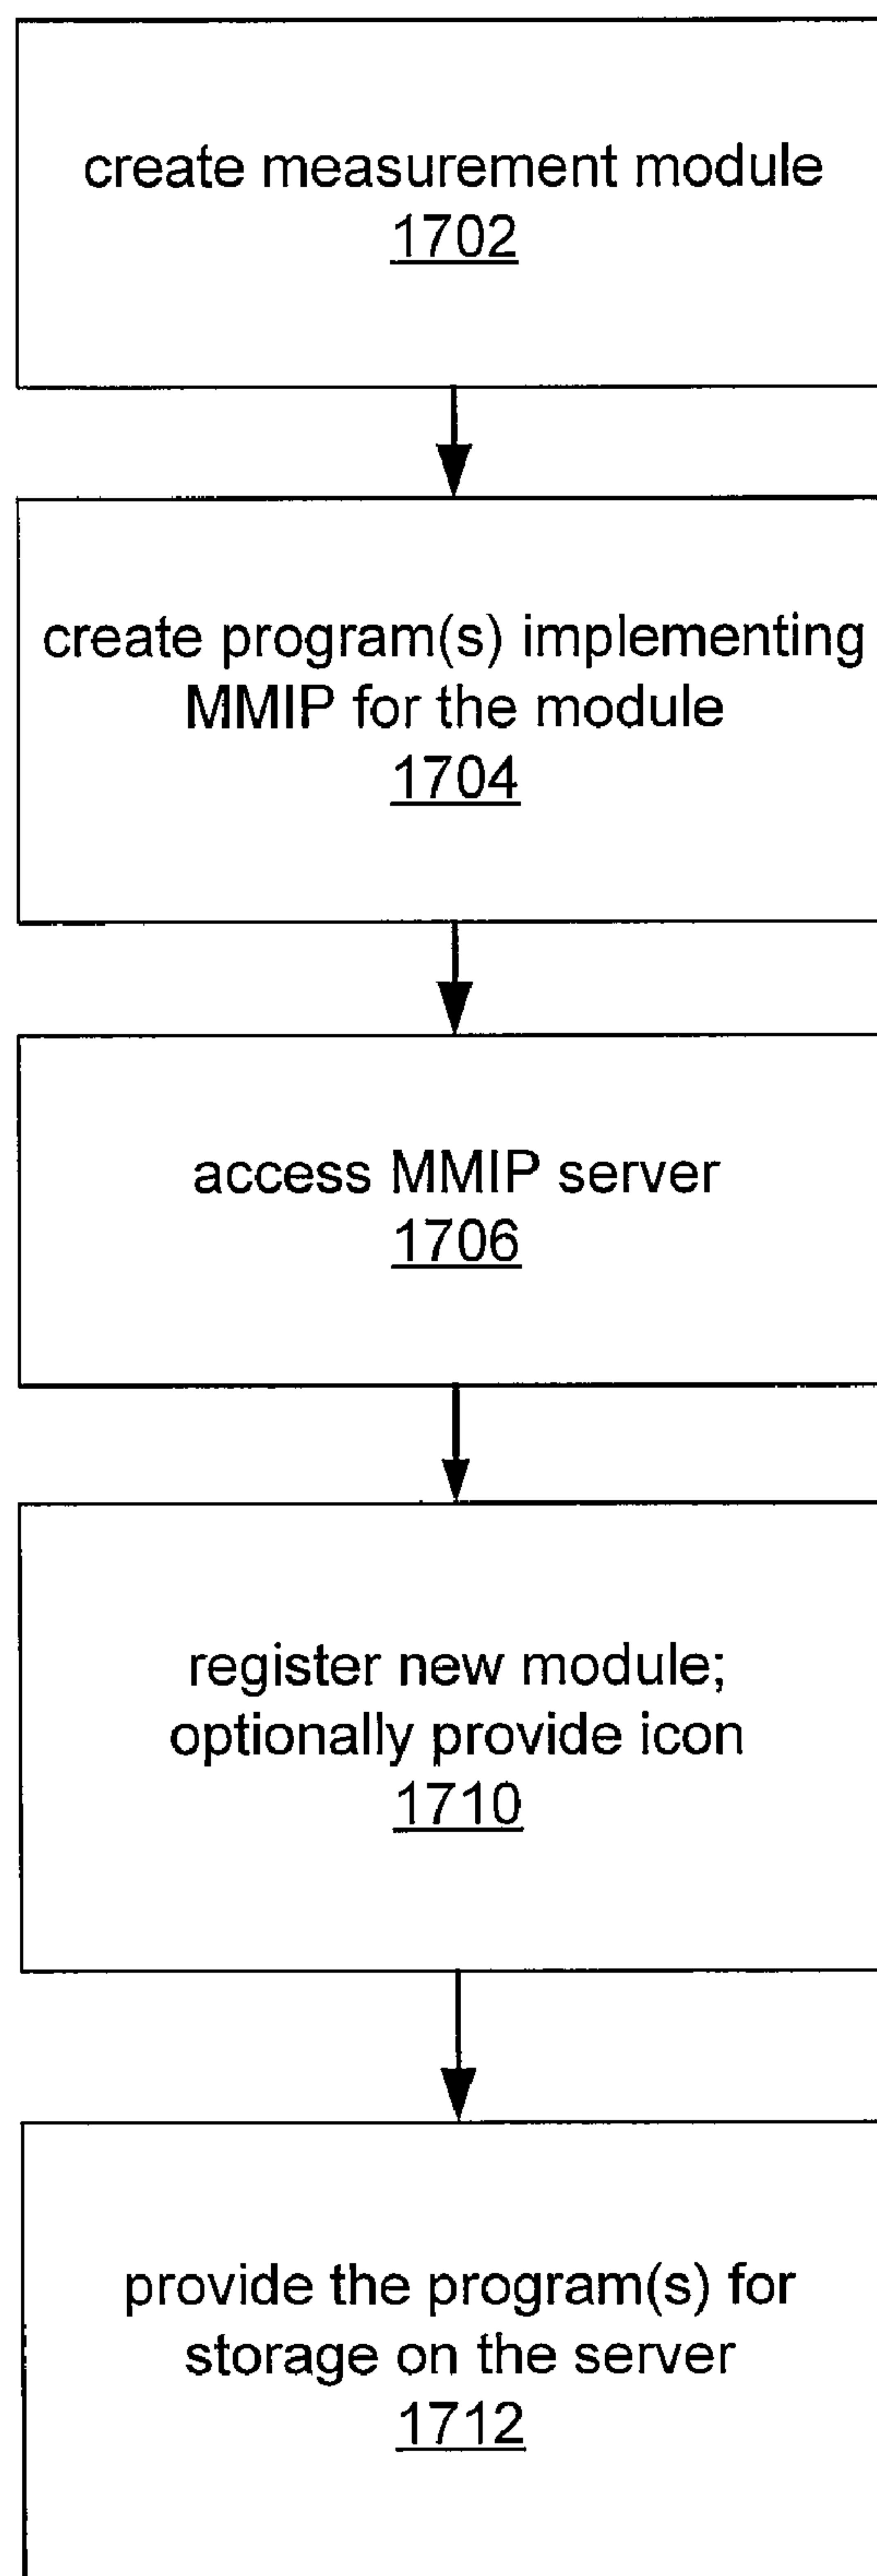 create measurement module
1702
create program(s) implementing
MMIP for the module
1704
access MMIP server
1706
register new module;
optionally provide icon
1710
provide the program(s) for
storage on the server
1712